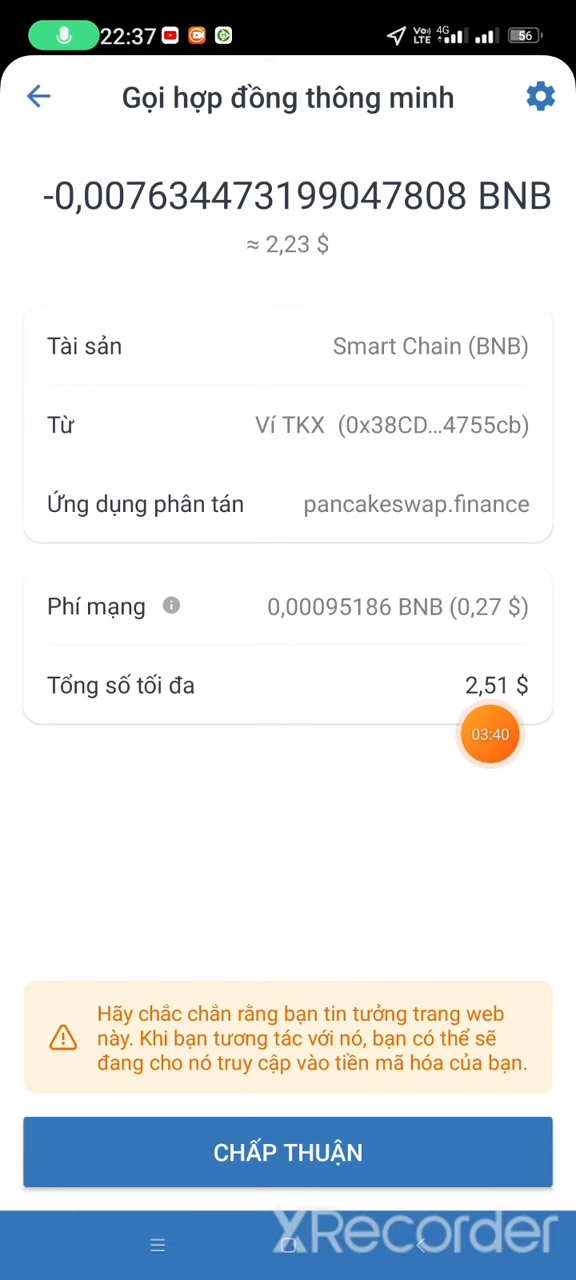 22:37 Vo) LTE 4G 56
Gọi hợp đồng thông minh
-0,007634473199047808 BNB
≈ 2,23 $
Tài sản Smart Chain (BNB)
Từ Ví TKX (0x38CD...4755cb)
Ứng dụng phân tán pancakeswap.finance
Phí mạng 0,00095186 BNB (0,27 $)
Tổng số tối đa 2,51 $
03:40
Hãy chắc chắn rằng bạn tin tưởng trang web
này. Khi bạn tương tác với nó, bạn có thể sẽ
đang cho nó truy cập vào tiền mã hóa của bạn.
CHẤP THUẬN
XRecorder